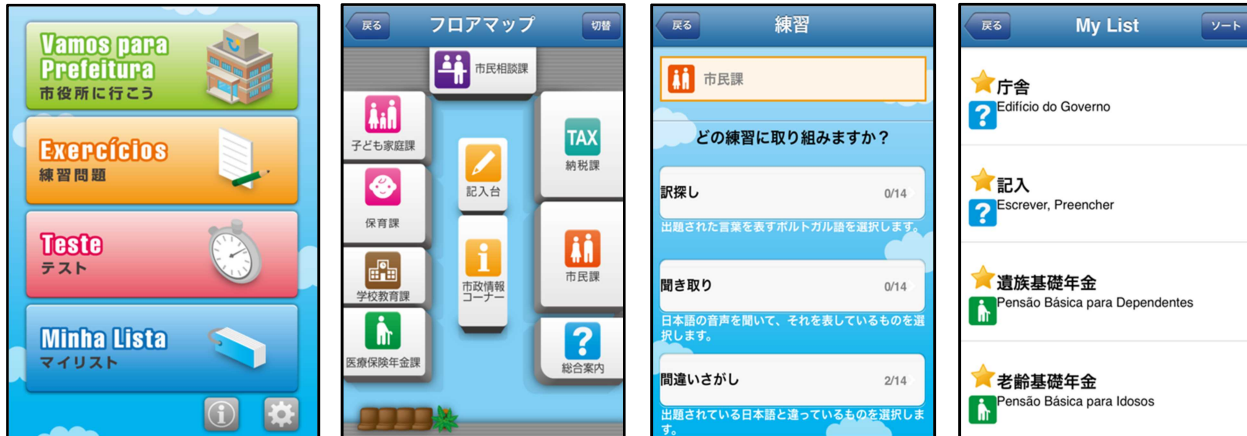 Vamos para
Prefeitura
市役所に行こう
Exercícios
練習問題
Teste
テスト
Minha Lista
マイリスト
戻る
フロアマップ
切替
市民相談課
子ども家庭課
TAX
納税課
記入台
保育課
市民課
市政情報
コーナー
学校教育課
医療保険年金課
総合案内
戻る
練習
市民課
どの練習に取り組みますか？
訳探し
0/14
出題された言葉を表すポルトガル語を選択します。
聞き取り
0/14
日本語の音声を聞いて、それを表しているものを選
択します。
間違いさがし
2/14
出題されている日本語と違っているものを選択しま
す。
戻る
My List
ソート
庁舎
Edifício do Governo
記入
Escrever, Preencher
遺族基礎年金
Pensão Básica para Dependentes
老齢基礎年金
Pensão Básica para Idosos